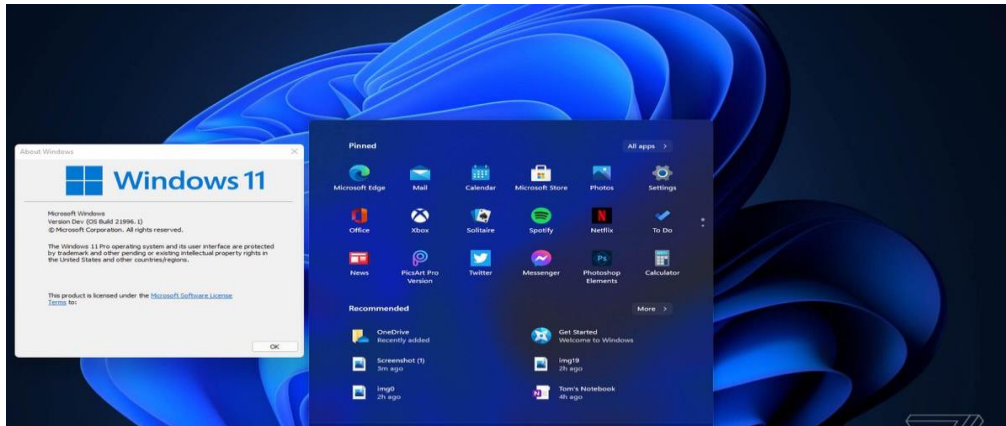 About Windows
Windows 11
Microsoft Windows
Version Dev (OS Build 21996.1)
© Microsoft Corporation. All rights reserved.
The Windows 11 Pro operating system and its user interface are protected
by trademark and other pending or existing intellectual property rights in
the United States and other countries/regions.
This product is licensed under the Microsoft Software License
Terms to:
OK
Pinned
All apps >
Microsoft Edge
Mail
Calendar
Microsoft Store
Photos
Settings
Office
Xbox
Solitaire
Spotify
Netflix
To Do
News
PicsArt Pro
Version
Twitter
Messenger
Ps
Photoshop
Elements
Calculator
Recommended
More >
OneDrive
Recently added
Get Started
Welcome to Windows
Screenshot (1)
3m ago
img19
2h ago
img0
2h ago
Tom's Notebook
4h ago